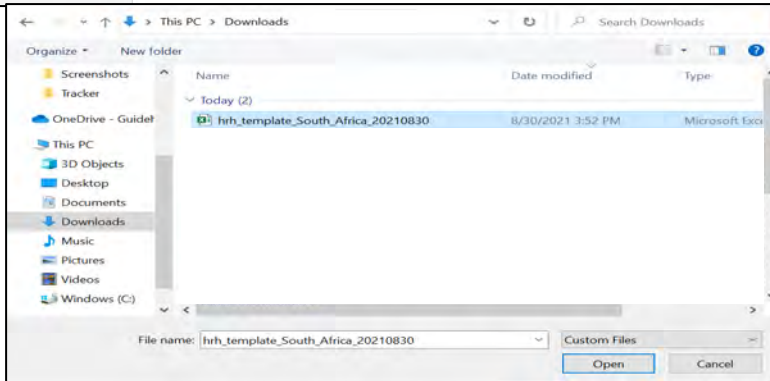 This PC > Downloads
Search Downloads
Organize
New folder
Screenshots
Tracker
OneDrive - Guideh
This PC
3D Objects
Desktop
Documents
Downloads
Music
Pictures
Videos
Windows (C:)
Name
Date modified
Type
Today (2)
hrh_template_South_Africa_20210830
8/30/2021 3:52 PM
Microsoft Exce
File name:
hrh_template_South_Africa_20210830
Custom Files
Open
Cancel